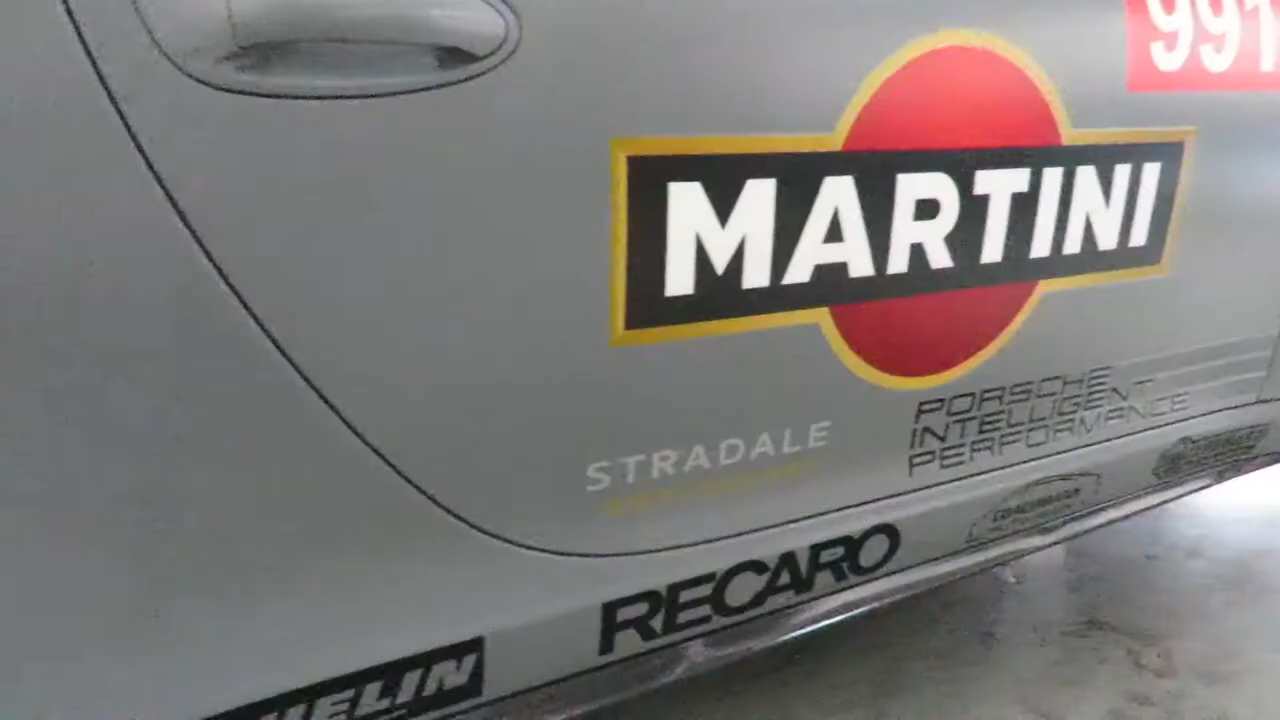 991
MARTINI
PORSCHE
INTELLIGENT
PERFORMANCE
STRADALE
RECARO
HELIN